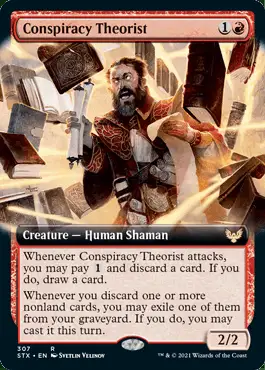 Conspiracy Theorist 1
Creature — Human Shaman
Whenever Conspiracy Theorist attacks,
you may pay 1 and discard a card. If you
do, draw a card.
Whenever you discard one or more
nonland cards, you may exile one of them
from your graveyard. If you do, you may
cast it this turn.
2/2
307 R
STX • EN SVETLIN VELINOV ™ & © 2021 Wizards of the Coast